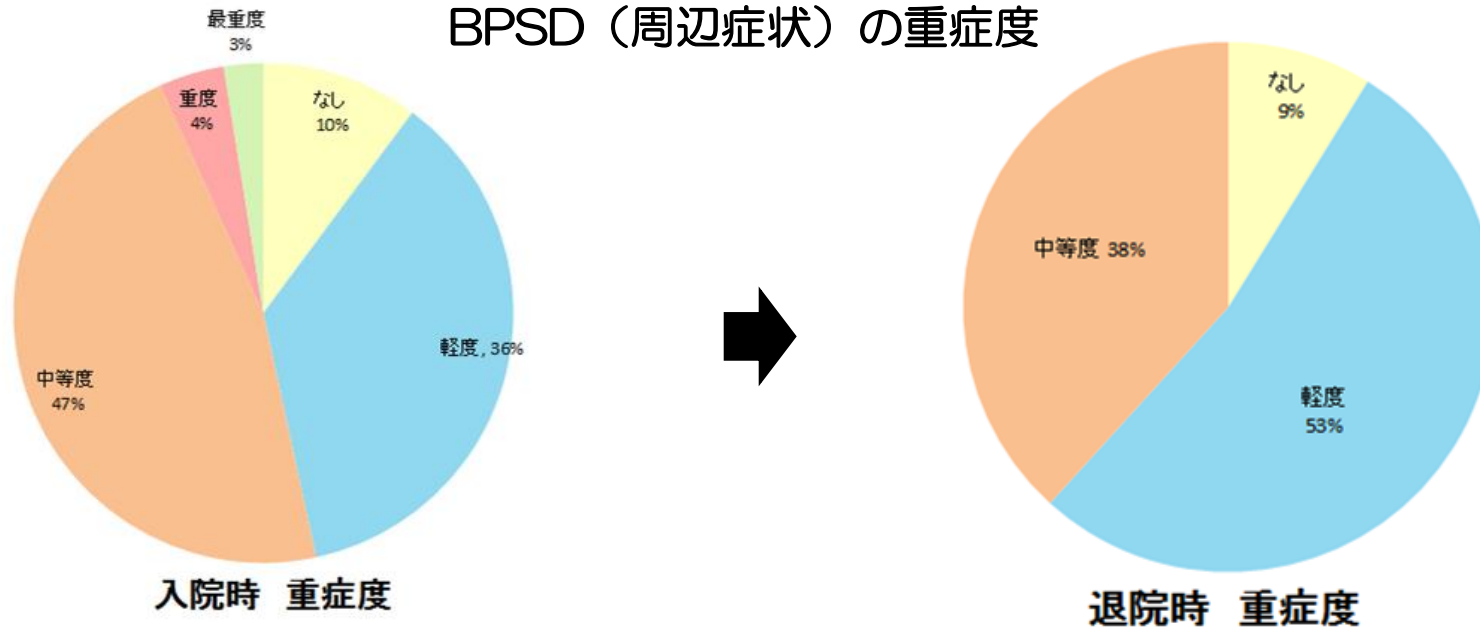 BPSD（周辺症状）の重症度
最重度
3%
重度
4%
なし
10%
軽度, 36%
中等度
47%
入院時 重症度
なし
9%
中等度 38%
軽度
53%
退院時 重症度